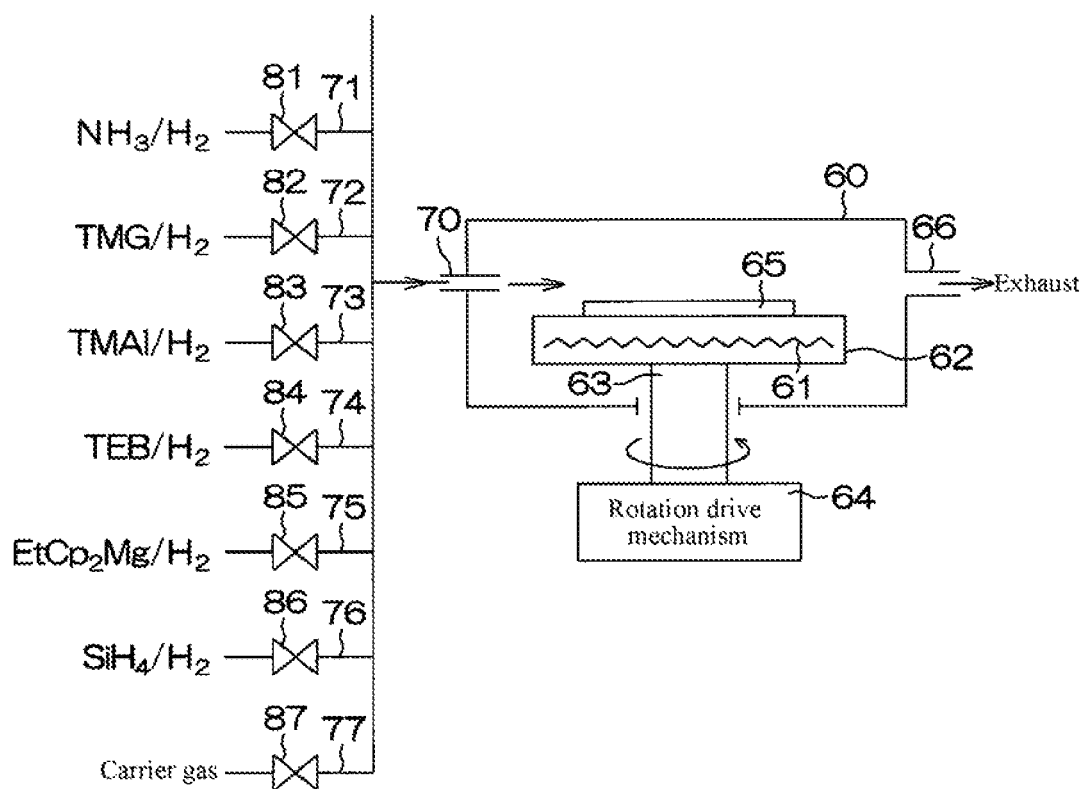 81
71
NH₃/H₂
82
72
TMG/H₂
83
73
TMAl/H₂
84
74
TEB/H₂
85
75
EtCp₂Mg/H₂
86
76
SiH₄/H₂
87
77
Carrier gas
70
60
66
Exhaust
65
62
61
63
64
Rotation drive
mechanism